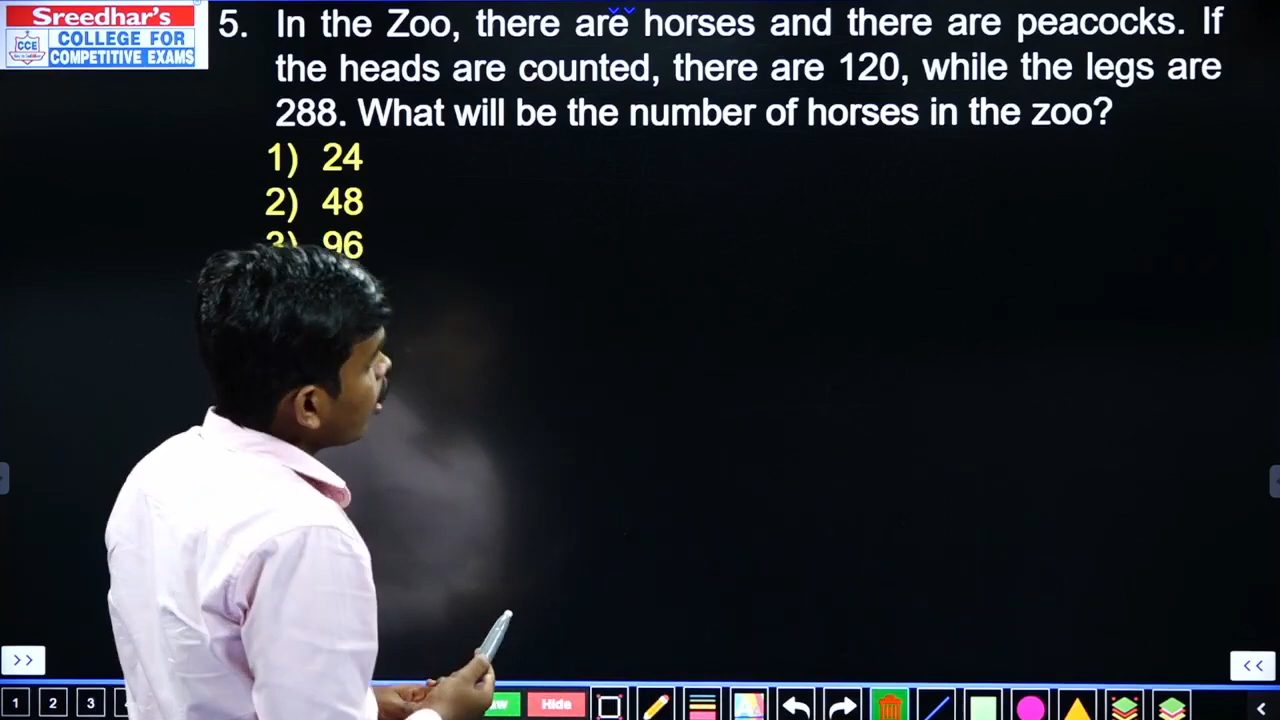 Sreedhar's
CCE
COLLEGE FOR
COMPETITIVE EXAMS
5. In the Zoo, there are horses and there are peacocks. If
the heads are counted, there are 120, while the legs are
288. What will be the number of horses in the zoo?
1) 24
2) 48
3) 96
>>
<<
1 2 3
Hide